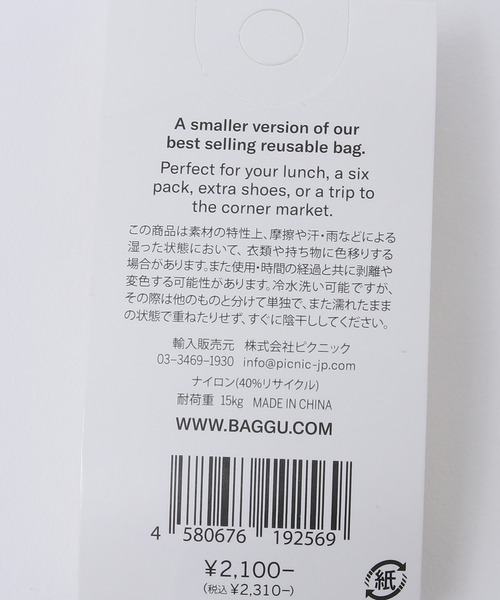 A smaller version of our
best selling reusable bag.
Perfect for your lunch, a six
pack, extra shoes, or a trip to
the corner market.
この商品は素材の特性上、摩擦や汗・雨などによる
湿った状態において、衣類や持ち物に色移りする
場合があります。また使用・時間の経過と共に剥離や
変色する可能性があります。冷水洗い可能ですが、
その際は他のものと分けて単独で、また濡れたまま
の状態で重ねたりせず、すぐに陰干ししてください。
輸入販売元 株式会社ピクニック
03-3469-1930 info@picnic-jp.com
ナイロン(40%リサイクル)
耐荷重 15kg MADE IN CHINA
WWW.BAGGU.COM
4 580676 192569
¥2,100-
(税込 ¥2,310-)
紙